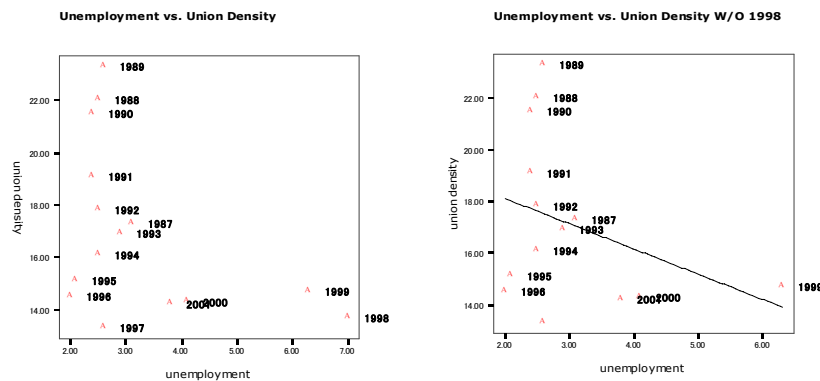 Unemployment vs. Union Density
union density
22.00
20.00
18.00
16.00
14.00
A 1989
A 1988
A 1990
A 1991
A 1992
A 1987
A 1993
A 1994
A 1995
A 1996
A 1999
A A 2000
2001
A 1998
A 1997
2.00 3.00 4.00 5.00 6.00 7.00
unemployment
Unemployment vs. Union Density W/O 1998
union density
22.00
20.00
18.00
16.00
14.00
A 1989
A 1988
A 1990
A 1991
A 1992
A 1987
A 1993
A 1994
A 1995
A 1996
A 1999
A A 2000
2001
A
2.00 3.00 4.00 5.00 6.00
unemployment